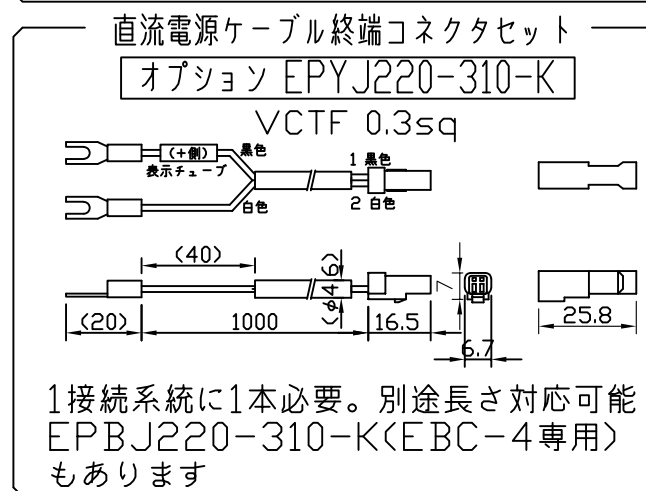 直流電源ケーブル終端コネクタセット
オプション EPYJ220-310-K
VCTF 0.3sq
(+側)
黒色
表示チューブ
白色
1 黒色
2 白色
(40)
(φ4.6)
7
(20)
1000
16.5
6.7
25.8
1接続系統に1本必要。別途長さ対応可能
EPBJ220-310-K(EBC-4専用)
もあります